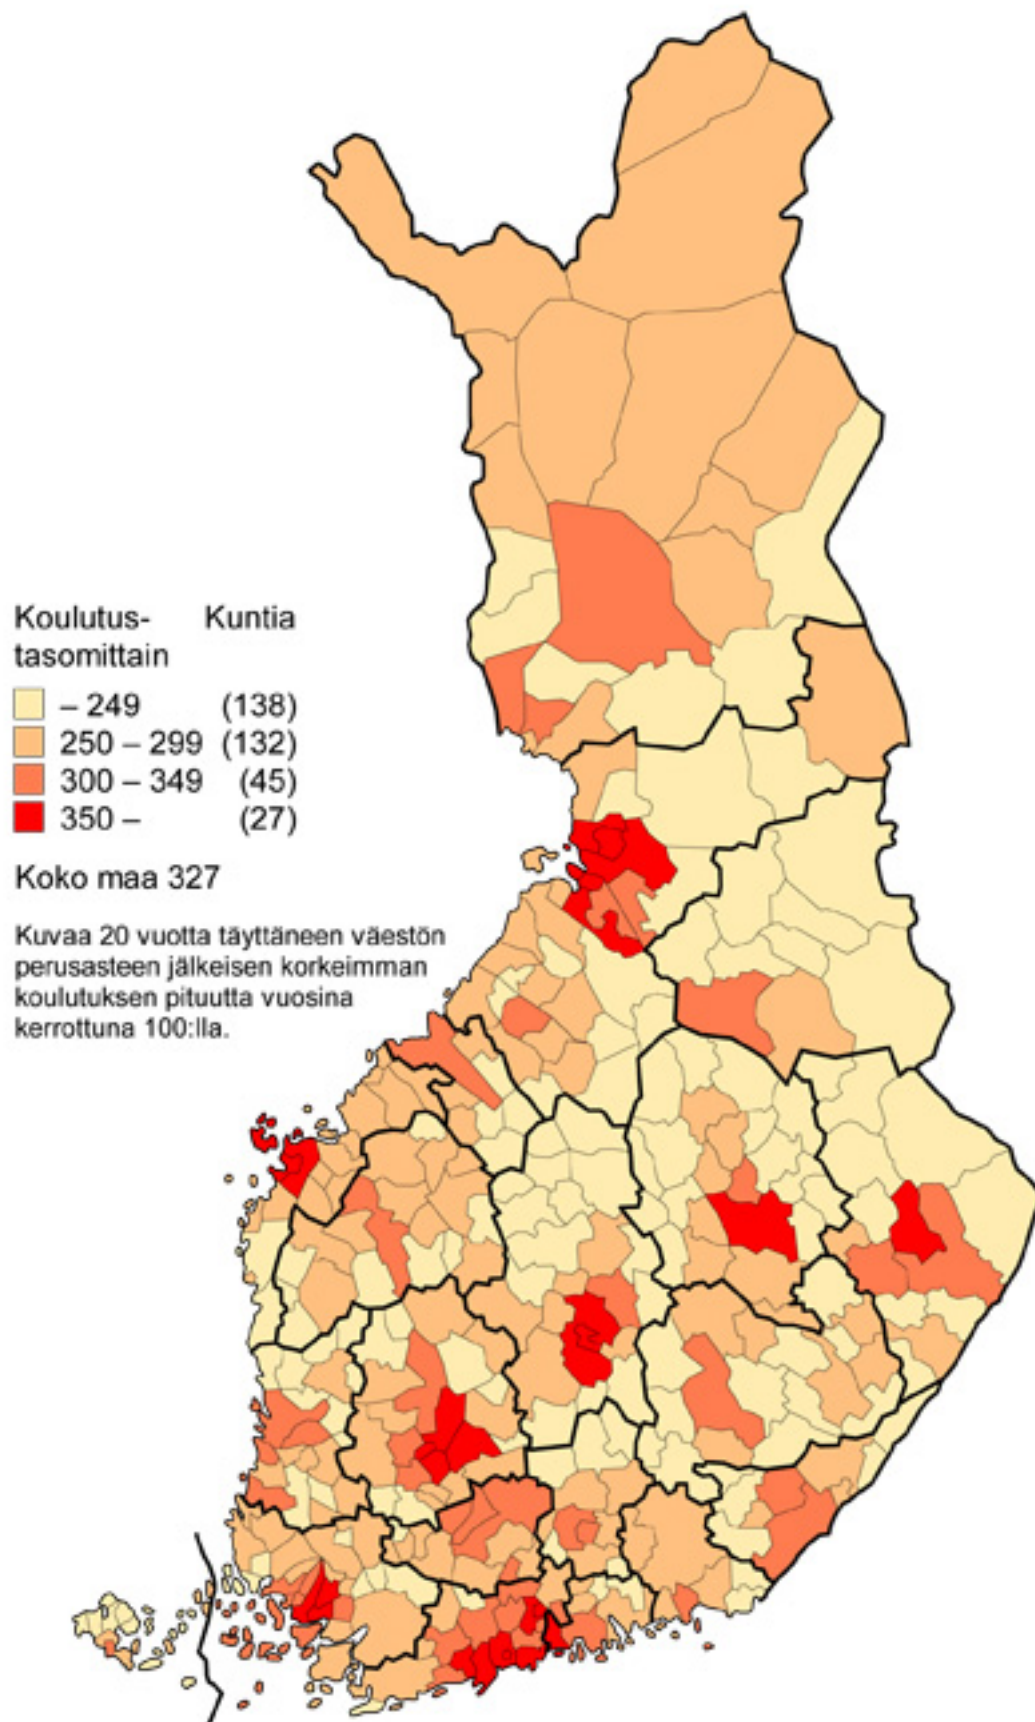 Koulutus- Kuntia
tasomittain
– 249 (138)
250 – 299 (132)
300 – 349 (45)
350 – (27)
Koko maa 327
Kuvaa 20 vuotta täyttäneen väestön
perusasteen jälkeisen korkeimman
koulutuksen pituutta vuosina
kerrottuna 100:lla.